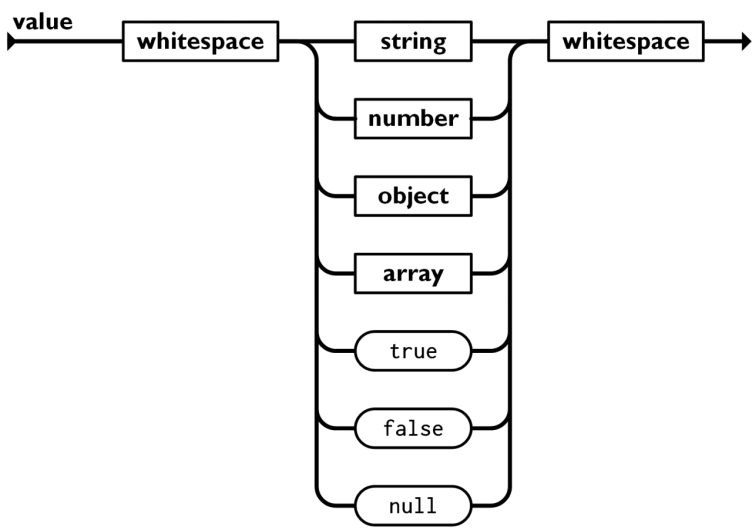 value
whitespace string whitespace
number
object
array
true
false
null